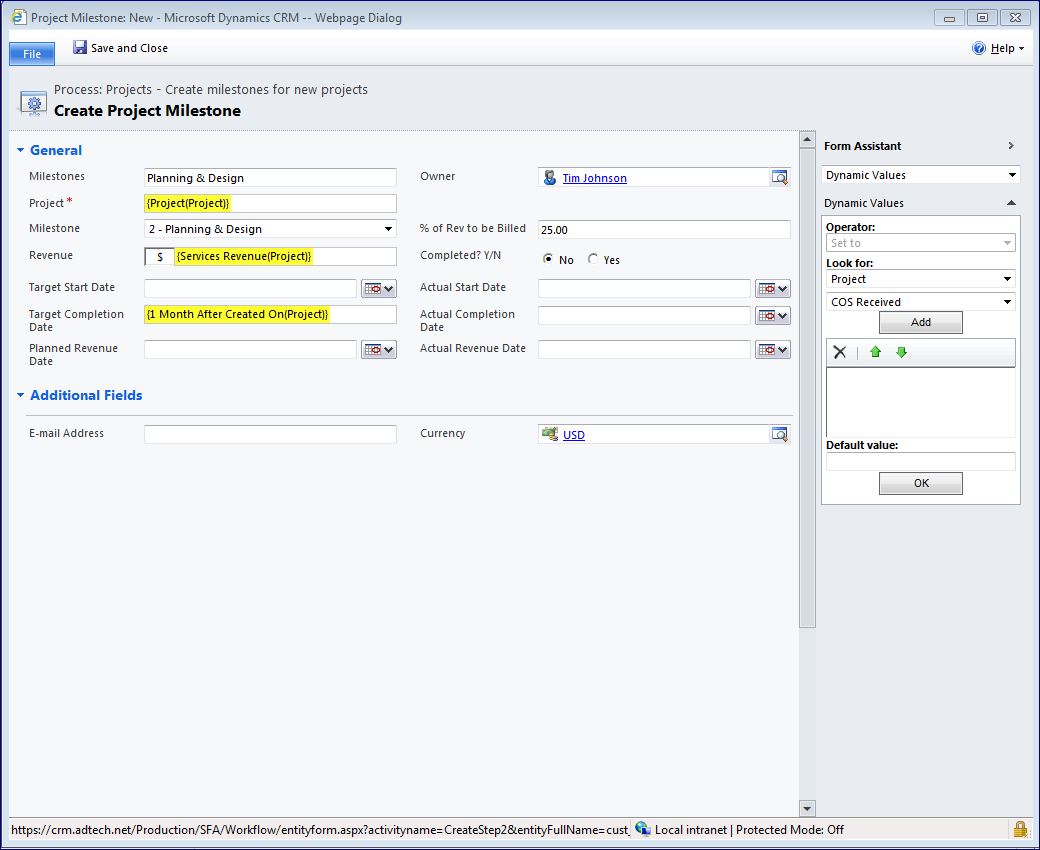 Project Milestone: New - Microsoft Dynamics CRM -- Webpage Dialog
File
Save and Close
Help
Process: Projects - Create milestones for new projects
Create Project Milestone
General
Milestones
Planning & Design
Owner
Tim Johnson
Project*
{Project(Project)}
Milestone
2 - Planning & Design
% of Rev to be Billed
25.00
Revenue
$
{Services Revenue(Project)}
Completed? Y/N
No
Yes
Target Start Date
Actual Start Date
Target Completion
Date
{1 Month After Created On(Project)}
Actual Completion
Date
Planned Revenue
Date
Actual Revenue Date
Additional Fields
E-mail Address
Currency
USD
Form Assistant
Dynamic Values
Dynamic Values
Operator:
Set to
Look for:
Project
COS Received
Add
Default value:
OK
https://crm.adtech.net/Production/SFA/Workflow/entityform.aspx?activityname=CreateStep2&entityFullName=cust
Local intranet | Protected Mode: Off